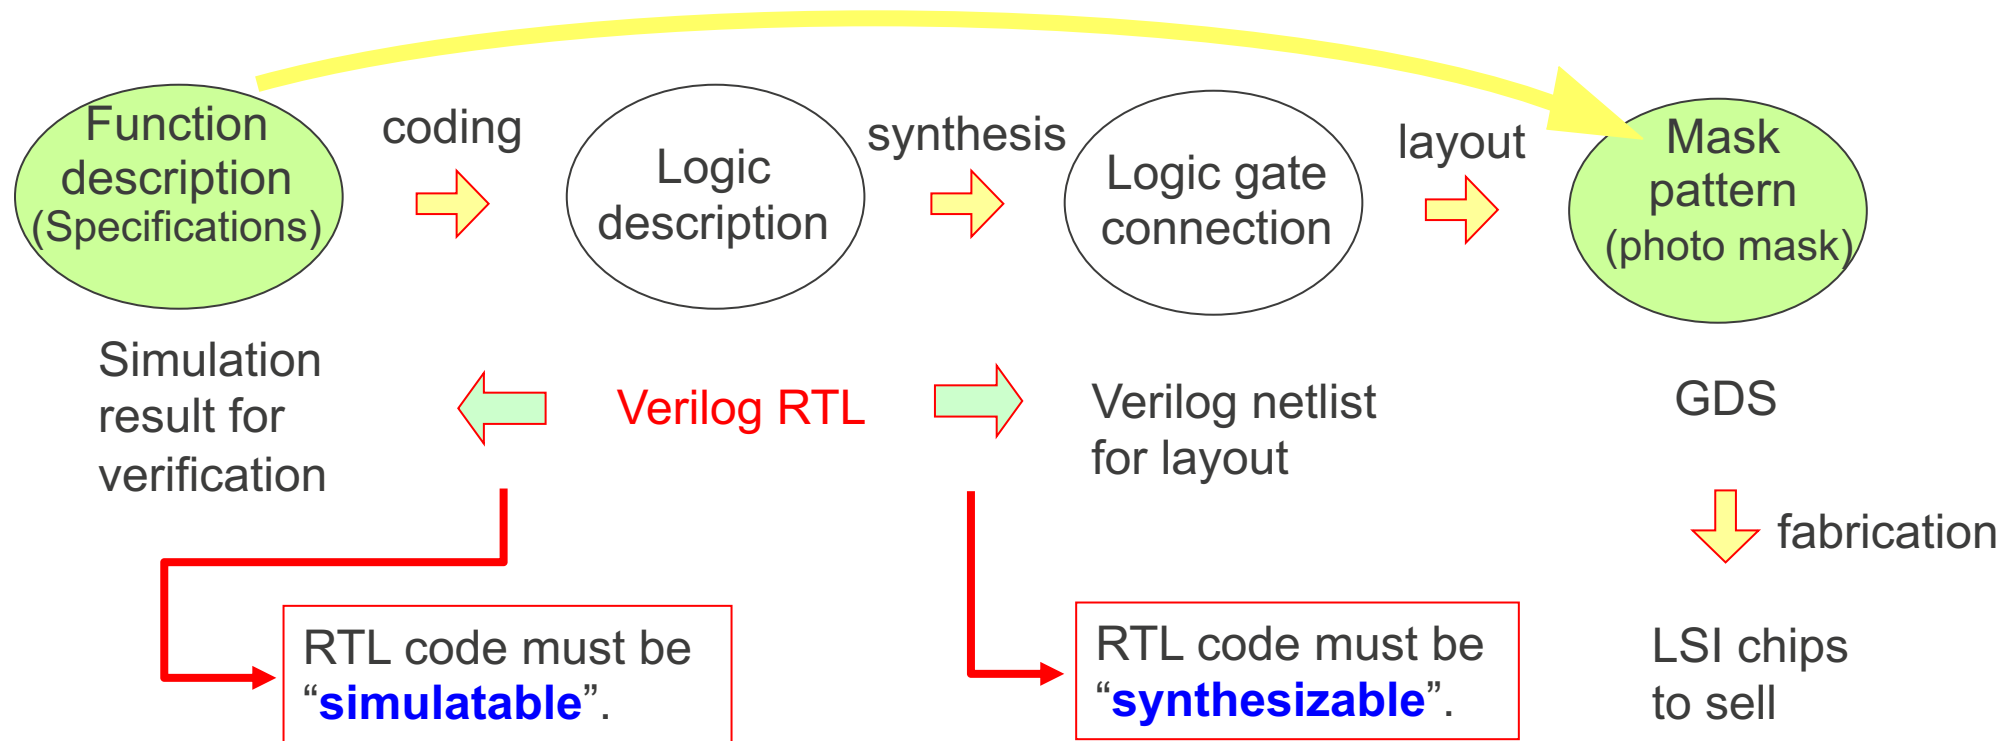 Function
description
(Specifications)
coding
Logic
description
synthesis
Logic gate
connection
layout
Mask
pattern
(photo mask)
Simulation
result for
verification
Verilog RTL
Verilog netlist
for layout
GDS
fabrication
RTL code must be
“simulatable”.
RTL code must be
“synthesizable”.
LSI chips
to sell